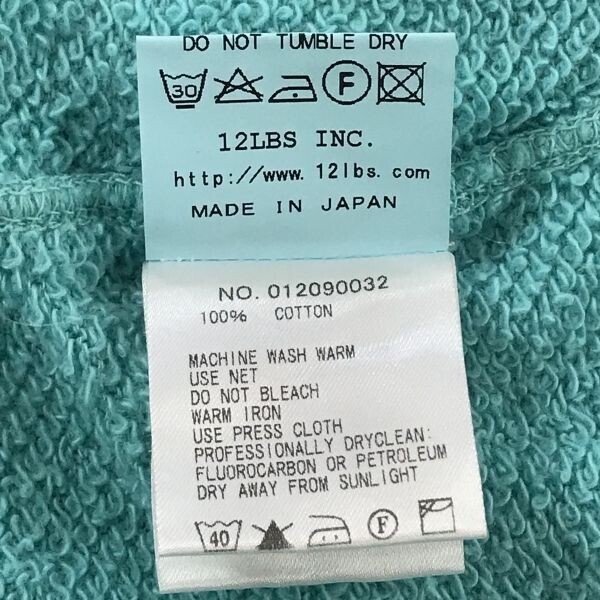 DO NOT TUMBLE DRY
30 F
12LBS INC.
http://www.12lbs.com
MADE IN JAPAN
NO. 012090032
100% COTTON
MACHINE WASH WARM
USE NET
DO NOT BLEACH
WARM IRON
USE PRESS CLOTH
PROFESSIONALLY DRYCLEAN:
FLUOROCARBON OR PETROLEUM
DRY AWAY FROM SUNLIGHT
40 F